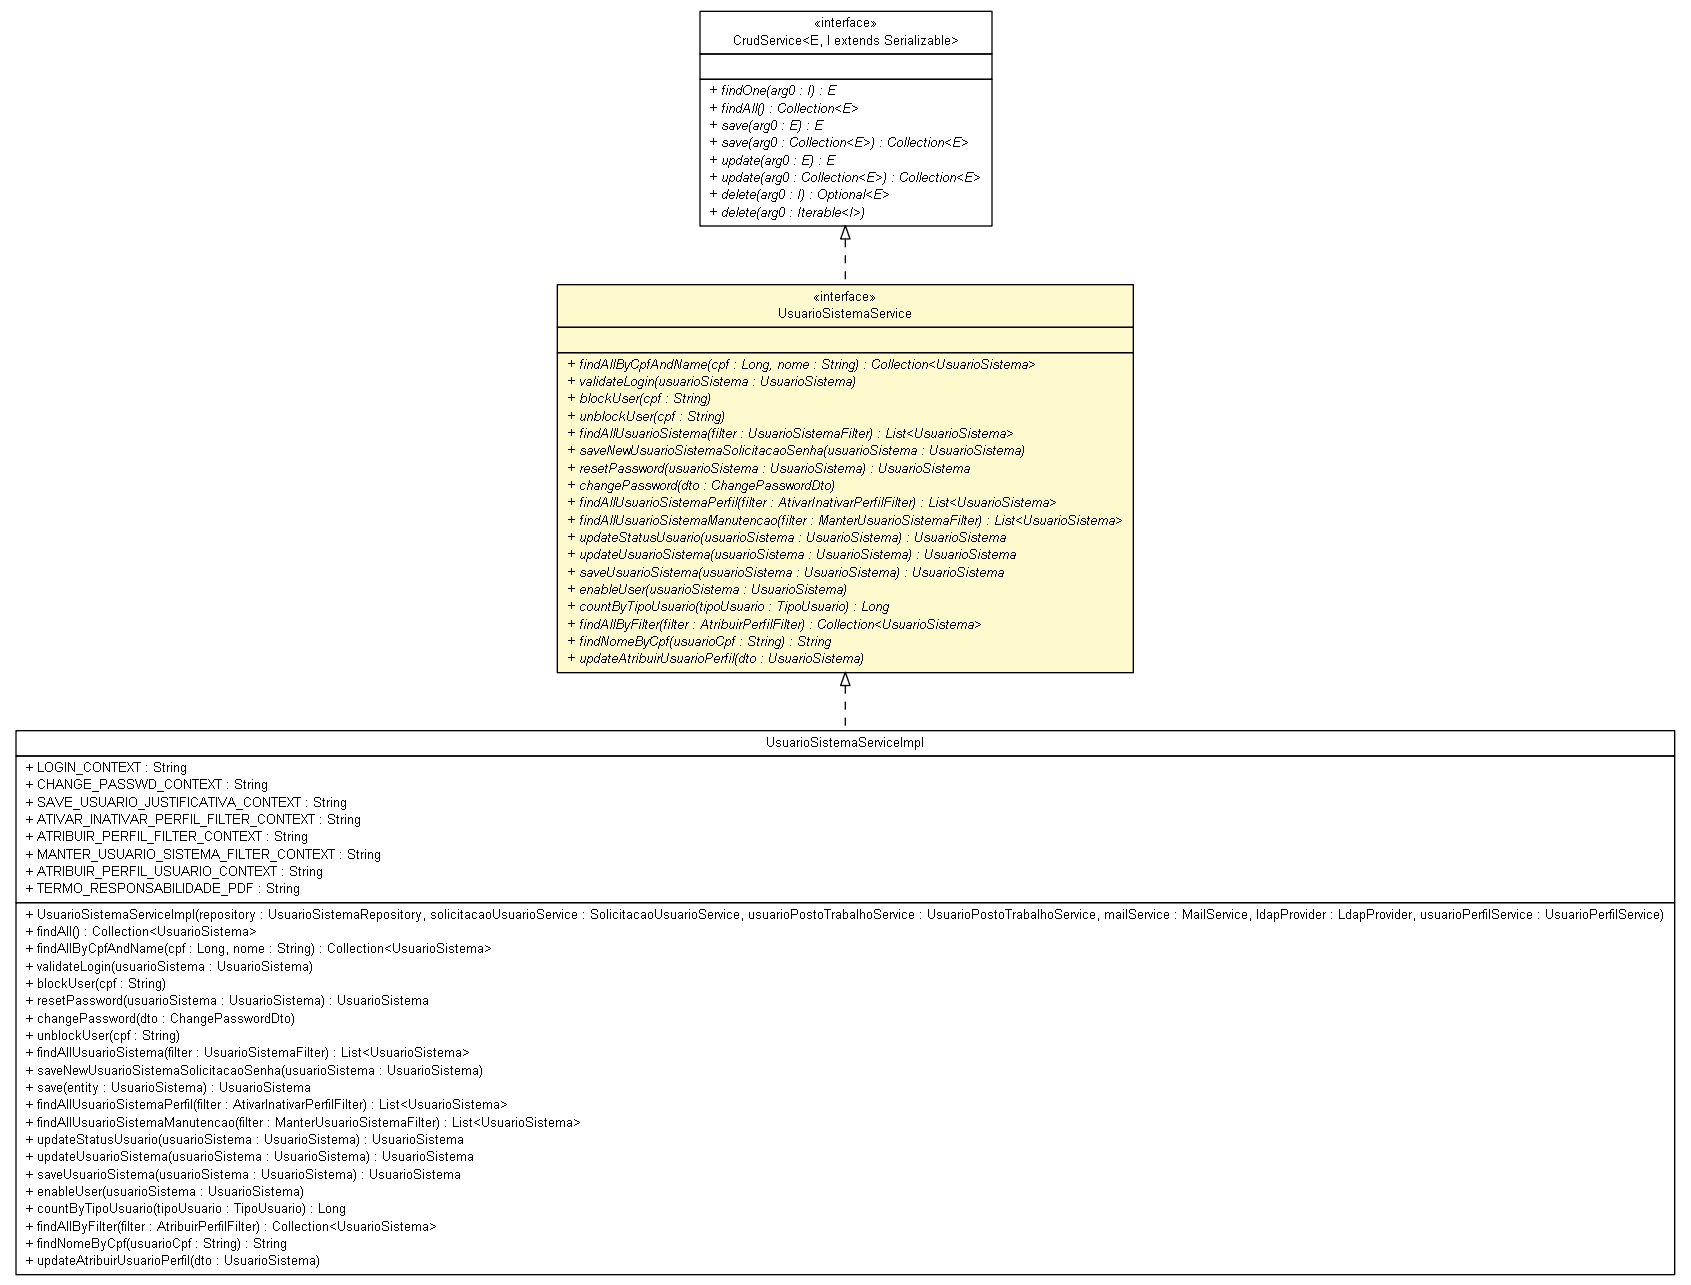 «interface»
CrudService<E, I extends Serializable>
+ findOne(arg0 : I) : E
+ findAll() : Collection<E>
+ save(arg0 : E) : E
+ save(arg0 : Collection<E>) : Collection<E>
+ update(arg0 : E) : E
+ update(arg0 : Collection<E>) : Collection<E>
+ delete(arg0 : I) : Optional<E>
+ delete(arg0 : Iterable<I>)
«interface»
UsuarioSistemaService
+ findAllByCpfAndName(cpf : Long, nome : String) : Collection<UsuarioSistema>
+ validateLogin(usuarioSistema : UsuarioSistema)
+ blockUser(cpf : String)
+ unblockUser(cpf : String)
+ findAllUsuarioSistema(filter : UsuarioSistemaFilter) : List<UsuarioSistema>
+ saveNewUsuarioSistemaSolicitacaoSenha(usuarioSistema : UsuarioSistema)
+ resetPassword(usuarioSistema : UsuarioSistema) : UsuarioSistema
+ changePassword(dto : ChangePasswordDto)
+ findAllUsuarioSistemaPerfil(filter : AtivarInativarPerfilFilter) : List<UsuarioSistema>
+ findAllUsuarioSistemaManutencao(filter : ManterUsuarioSistemaFilter) : List<UsuarioSistema>
+ updateStatusUsuario(usuarioSistema : UsuarioSistema) : UsuarioSistema
+ updateUsuarioSistema(usuarioSistema : UsuarioSistema) : UsuarioSistema
+ saveUsuarioSistema(usuarioSistema : UsuarioSistema) : UsuarioSistema
+ enableUser(usuarioSistema : UsuarioSistema)
+ countByTipoUsuario(tipoUsuario : TipoUsuario) : Long
+ findAllByFilter(filter : AtribuirPerfilFilter) : Collection<UsuarioSistema>
+ findNomeByCpf(usuarioCpf : String) : String
+ updateAtribuirUsuarioPerfil(dto : UsuarioSistema)
UsuarioSistemaServiceImpl
+ LOGIN_CONTEXT : String
+ CHANGE_PASSWD_CONTEXT : String
+ SAVE_USUARIO_JUSTIFICATIVA_CONTEXT : String
+ ATIVAR_INATIVAR_PERFIL_FILTER_CONTEXT : String
+ ATRIBUIR_PERFIL_FILTER_CONTEXT : String
+ MANTER_USUARIO_SISTEMA_FILTER_CONTEXT : String
+ ATRIBUIR_PERFIL_USUARIO_CONTEXT : String
+ TERMO_RESPONSABILIDADE_PDF : String
+ UsuarioSistemaServiceImpl(repository : UsuarioSistemaRepository, solicitacaoUsuarioService : SolicitacaoUsuarioService, usuarioPostoTrabalhoService : UsuarioPostoTrabalhoService, mailService : MailService, ldapProvider : LdapProvider, usuarioPerfilService : UsuarioPerfilService)
+ findAll() : Collection<UsuarioSistema>
+ findAllByCpfAndName(cpf : Long, nome : String) : Collection<UsuarioSistema>
+ validateLogin(usuarioSistema : UsuarioSistema)
+ blockUser(cpf : String)
+ resetPassword(usuarioSistema : UsuarioSistema) : UsuarioSistema
+ changePassword(dto : ChangePasswordDto)
+ unblockUser(cpf : String)
+ findAllUsuarioSistema(filter : UsuarioSistemaFilter) : List<UsuarioSistema>
+ saveNewUsuarioSistemaSolicitacaoSenha(usuarioSistema : UsuarioSistema)
+ save(entity : UsuarioSistema) : UsuarioSistema
+ findAllUsuarioSistemaPerfil(filter : AtivarInativarPerfilFilter) : List<UsuarioSistema>
+ findAllUsuarioSistemaManutencao(filter : ManterUsuarioSistemaFilter) : List<UsuarioSistema>
+ updateStatusUsuario(usuarioSistema : UsuarioSistema) : UsuarioSistema
+ updateUsuarioSistema(usuarioSistema : UsuarioSistema) : UsuarioSistema
+ saveUsuarioSistema(usuarioSistema : UsuarioSistema) : UsuarioSistema
+ enableUser(usuarioSistema : UsuarioSistema)
+ countByTipoUsuario(tipoUsuario : TipoUsuario) : Long
+ findAllByFilter(filter : AtribuirPerfilFilter) : Collection<UsuarioSistema>
+ findNomeByCpf(usuarioCpf : String) : String
+ updateAtribuirUsuarioPerfil(dto : UsuarioSistema)